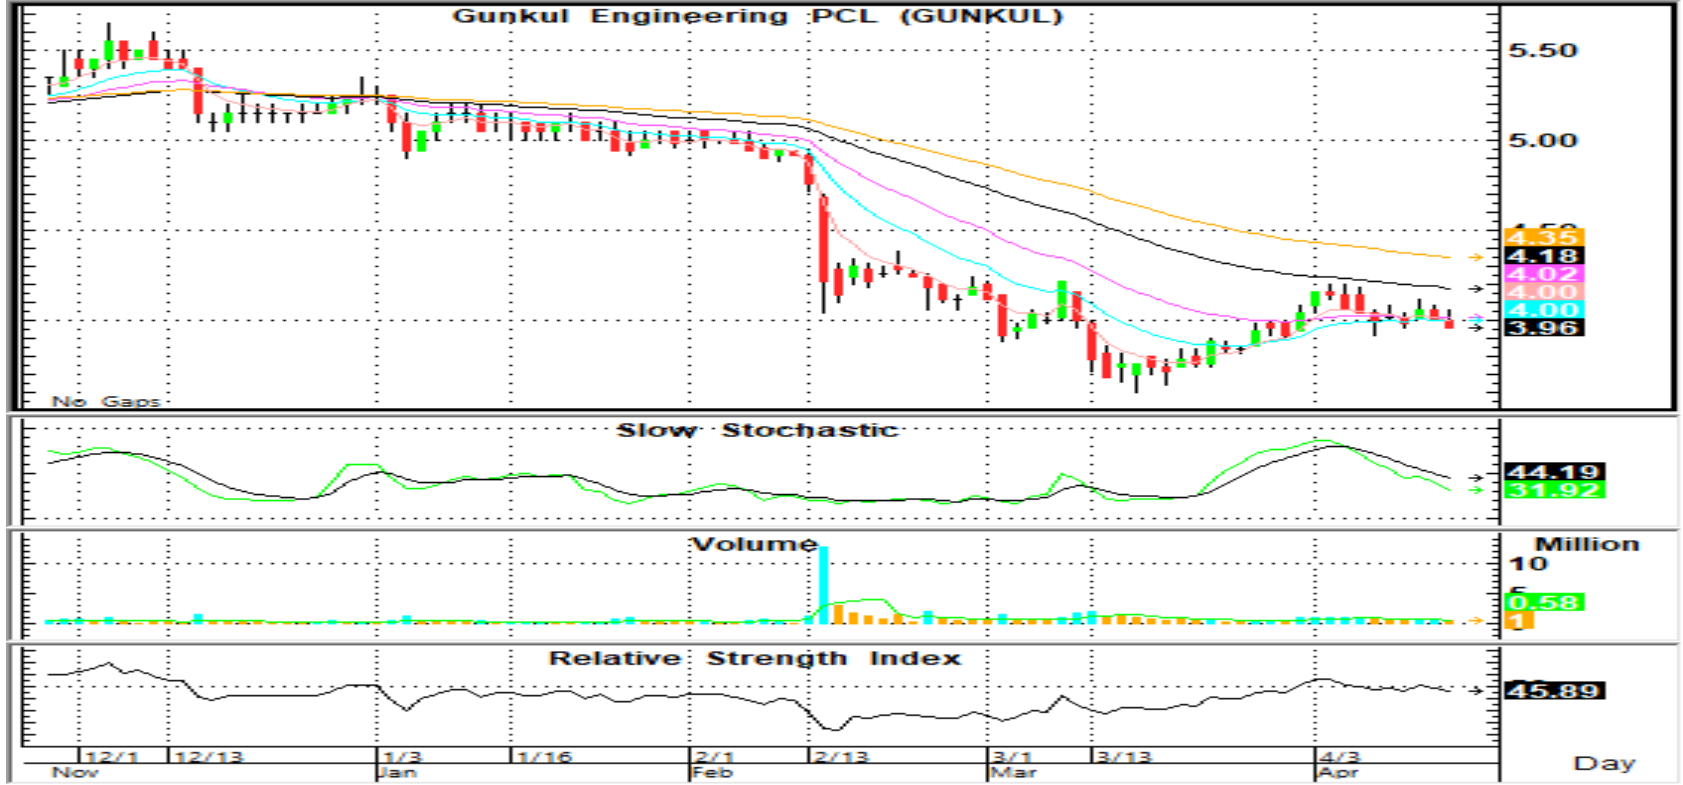 Gunkul Engineering PCL (GUNKUL)
5.50
5.00
4.35
4.18
4.02
4.00
4.00
3.96
No Gaps
Slow Stochastic
44.19
31.92
Volume
Million
10
0.58
1
Relative Strength Index
45.89
12/1 12/13 1/3 1/16 2/1 2/13 3/1 3/13 4/3
Nov Jan Feb Mar Apr
Day